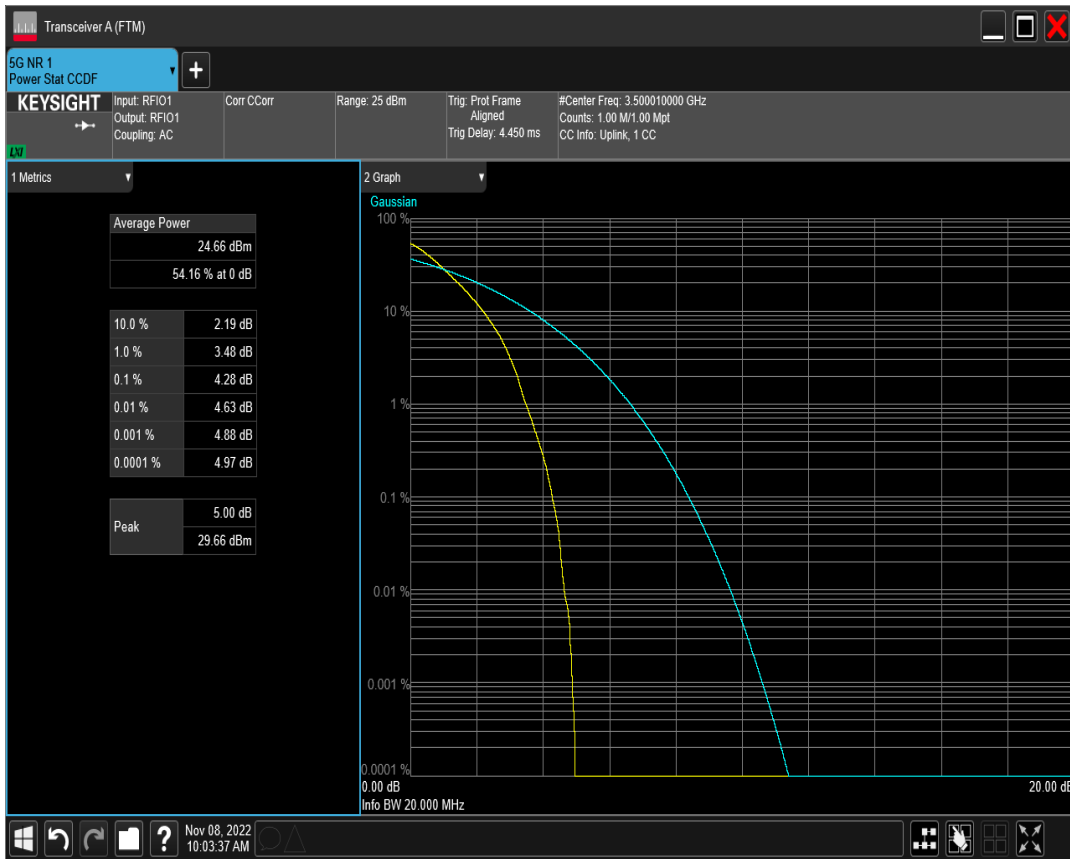 Transceiver A (FTM)
5G NR 1
Power Stat CCDF
+
KEYSIGHT
LXI
Input: RFIO1
Output: RFIO1
Coupling: AC
Corr CCorr
Range: 25 dBm
Trig: Prot Frame
Aligned
Trig Delay: 4.450 ms
#Center Freq: 3.500010000 GHz
Counts: 1.00 M/1.00 Mpt
CC Info: Uplink, 1 CC
1 Metrics
Average Power
24.66 dBm
54.16 % at 0 dB
10.0 % 2.19 dB
1.0 % 3.48 dB
0.1 % 4.28 dB
0.01 % 4.63 dB
0.001 % 4.88 dB
0.0001 % 4.97 dB
Peak
5.00 dB
29.66 dBm
2 Graph
Gaussian
100 %
10 %
1 %
0.1 %
0.01 %
0.001 %
0.0001 %
0.00 dB 20.00 dB
Info BW 20.000 MHz
?
Nov 08, 2022
10:03:37 AM